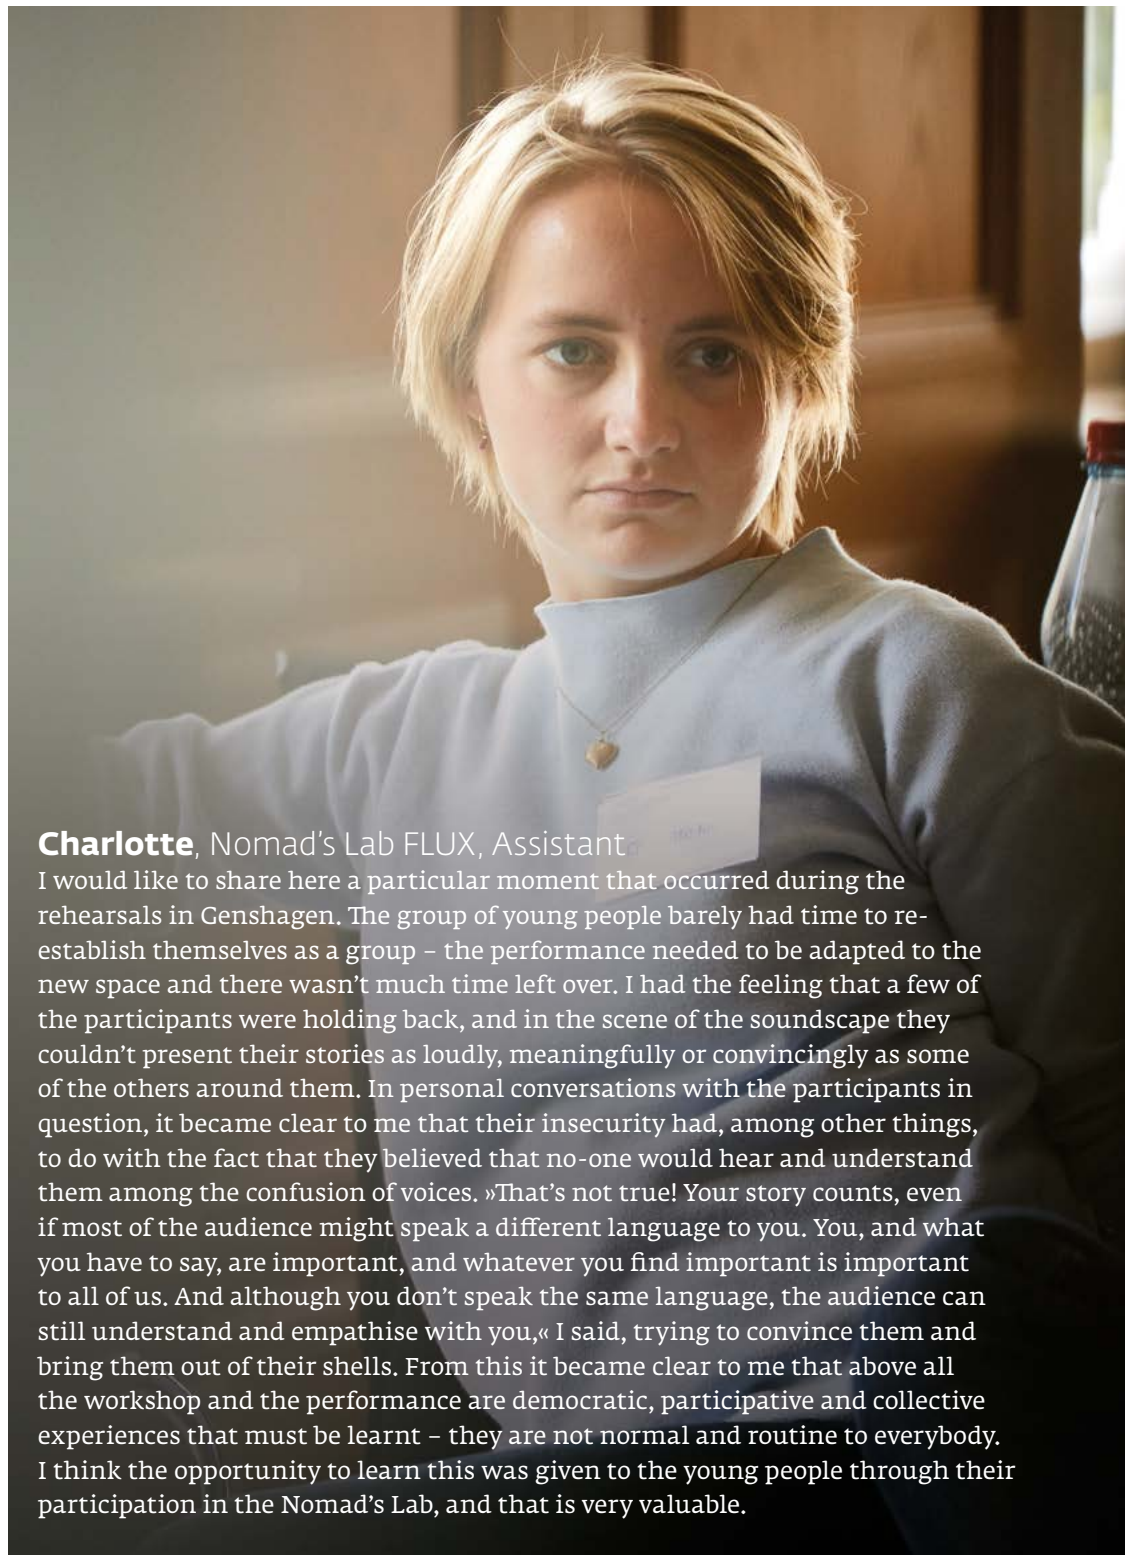 Charlotte, Nomad's Lab FLUX, Assistant
I would like to share here a particular moment that occurred during the
rehearsals in Genshagen. The group of young people barely had time to re-
establish themselves as a group – the performance needed to be adapted to the
new space and there wasn't much time left over. I had the feeling that a few of
the participants were holding back, and in the scene of the soundscape they
couldn't present their stories as loudly, meaningfully or convincingly as some
of the others around them. In personal conversations with the participants in
question, it became clear to me that their insecurity had, among other things,
to do with the fact that they believed that no-one would hear and understand
them among the confusion of voices. »That's not true! Your story counts, even
if most of the audience might speak a different language to you. You, and what
you have to say, are important, and whatever you find important is important
to all of us. And although you don't speak the same language, the audience can
still understand and empathise with you,« I said, trying to convince them and
bring them out of their shells. From this it became clear to me that above all
the workshop and the performance are democratic, participative and collective
experiences that must be learnt – they are not normal and routine to everybody.
I think the opportunity to learn this was given to the young people through their
participation in the Nomad's Lab, and that is very valuable.